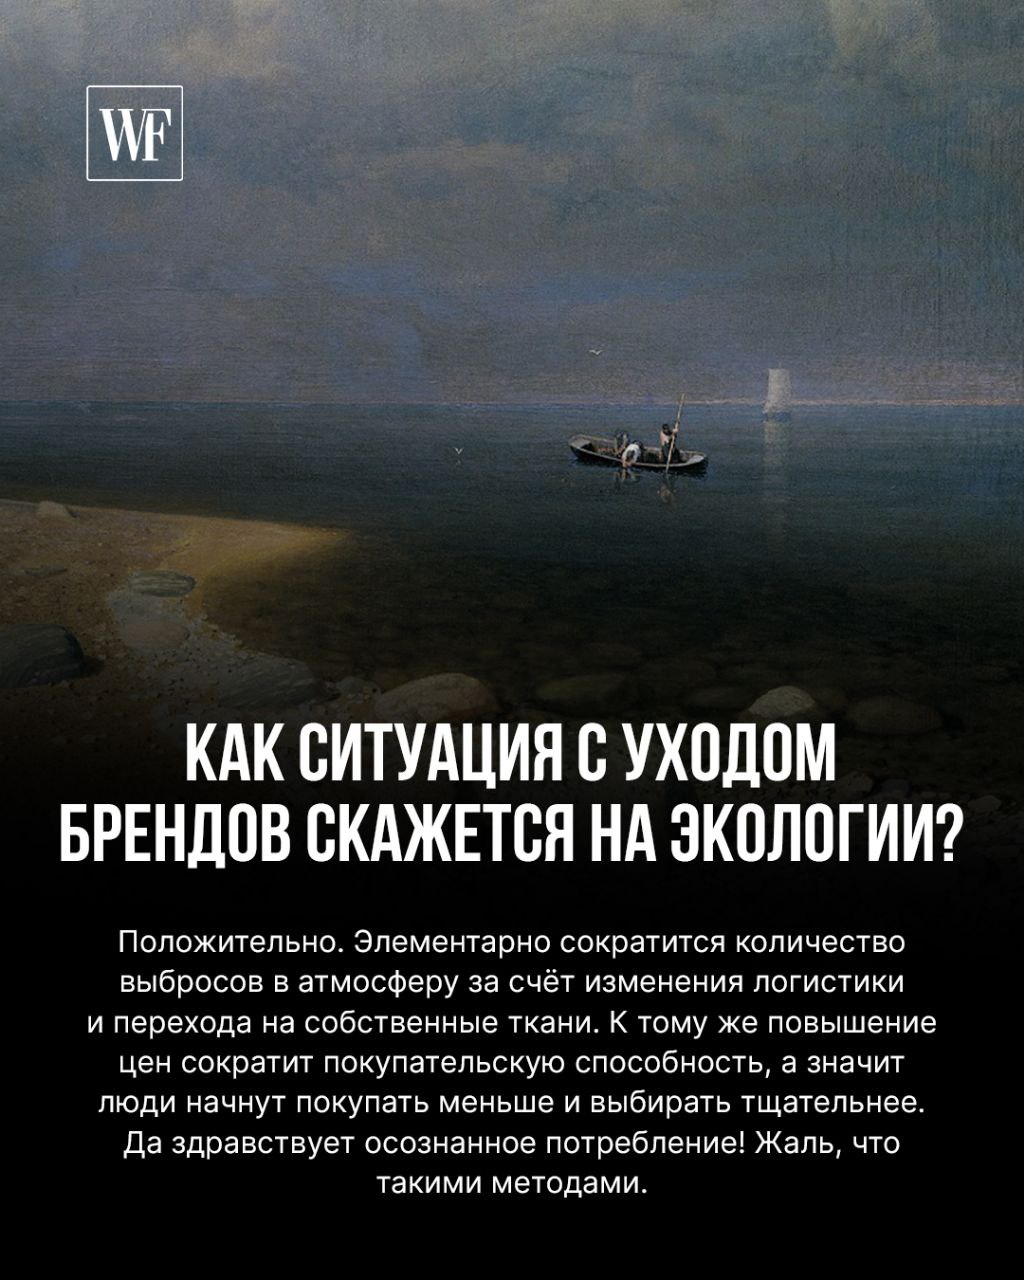 WF
КАК СИТУАЦИЯ С УХОДОМ
БРЕНДОВ СКАЖЕТСЯ НА ЭКОЛОГИИ?
Положительно. Элементарно сократится количество
выбросов в атмосферу за счёт изменения логистики
и перехода на собственные ткани. К тому же повышение
цен сократит покупательскую способность, а значит
люди начнут покупать меньше и выбирать тщательнее.
Да здравствует осознанное потребление! Жаль, что
такими методами.